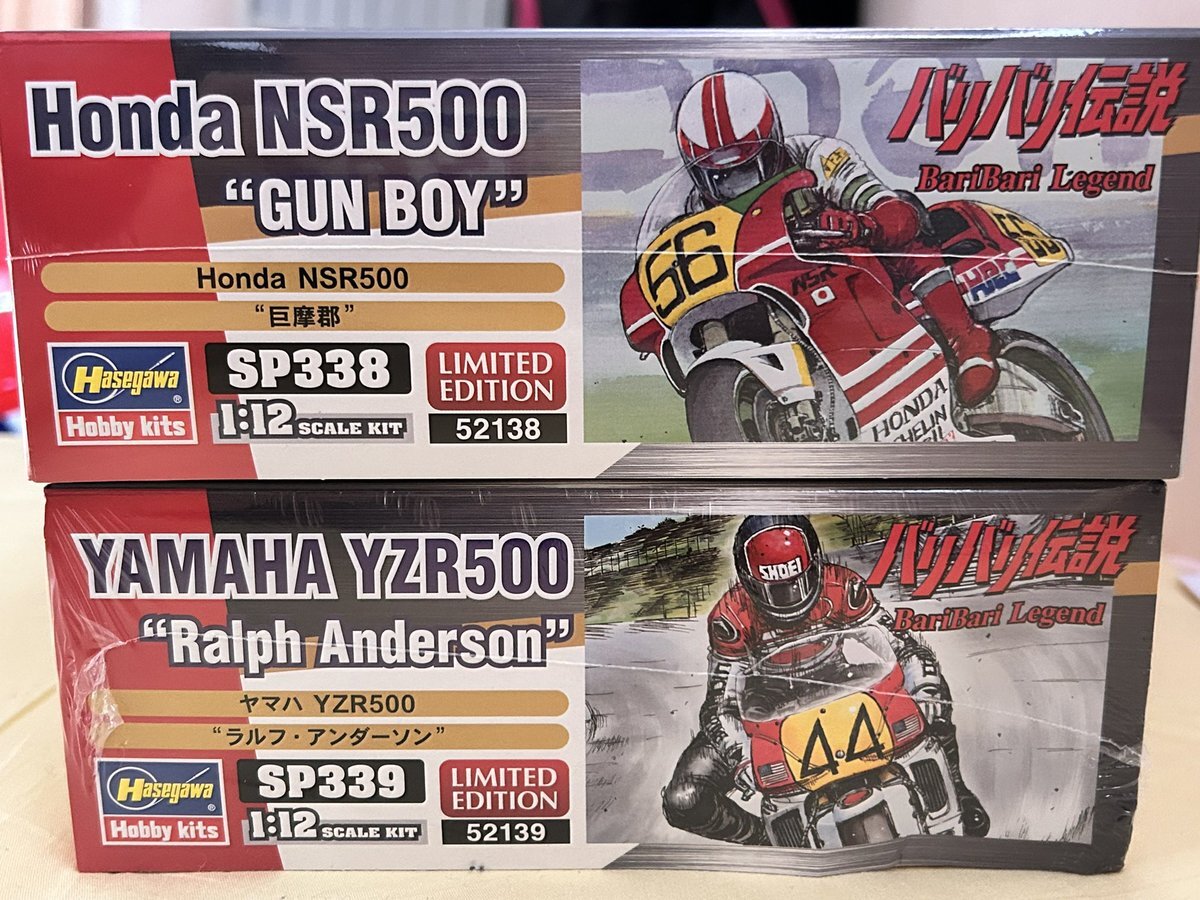 Honda NSR500
“GUN BOY”
Honda NSR500
“巨摩郡”
Hasegawa®
Hobby kits
SP338
1:12 SCALE KIT
LIMITED
EDITION
52138
バリバリ伝説
BariBari Legend
56
NSR
56
HRC
HONDA
YAMAHA YZR500
“Ralph Anderson”
ヤマハ YZR500
“ラルフ・アンダーソン”
Hasegawa®
Hobby kits
SP339
1:12 SCALE KIT
LIMITED
EDITION
52139
バリバリ伝説
BariBari Legend
SHOEI
44